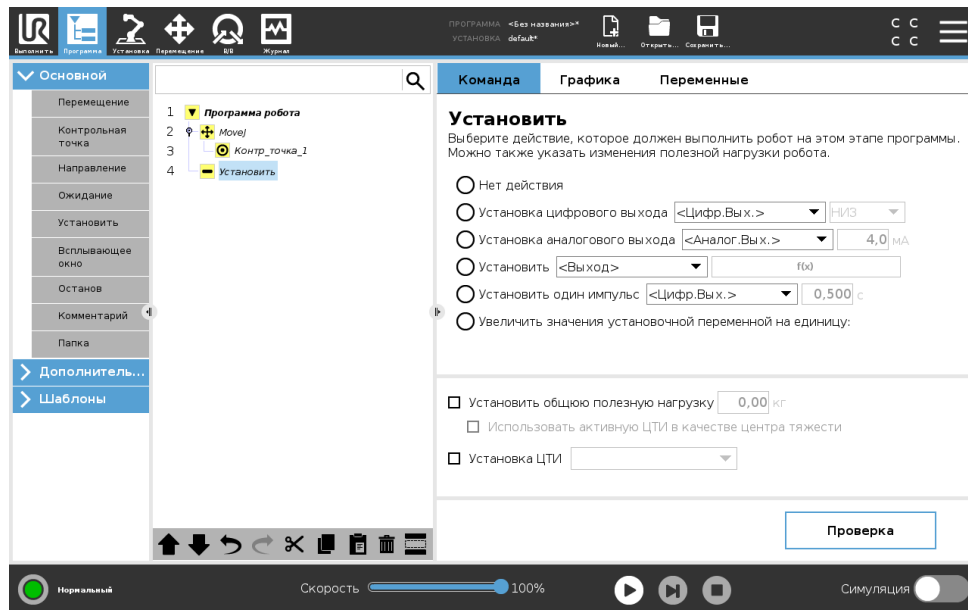 UR
Выполнить
Программа
Установка
Перемещение
В/В
Журнал
ПРОГРАММА <Без названия>*
УСТАНОВКА default*
Новый...
Открыть...
Сохранить...
C C
C C
Основной
Перемещение
Контрольная
точка
Направление
Ожидание
Установить
Всплывающее
окно
Останов
Комментарий
Папка
Дополнитель...
Шаблоны
1 Программа робота
2 MoveJ
3 Контр_точка_1
4 Установить
Команда Графика Переменные
Установить
Выберите действие, которое должен выполнить робот на этом этапе программы.
Можно также указать изменения полезной нагрузки робота.
Нет действия
Установка цифрового выхода <Цифр.Вых.> НИЗ
Установка аналогового выхода <Аналог.Вых.> 4,0 мА
Установить <Выход> f(x)
Установить один импульс <Цифр.Вых.> 0,500 с
Увеличить значения установочной переменной на единицу:
Установить общую полезную нагрузку 0,00 кг
Использовать активную ЦТИ в качестве центра тяжести
Установка ЦТИ
Проверка
Нормальный
Скорость 100%
Симуляция